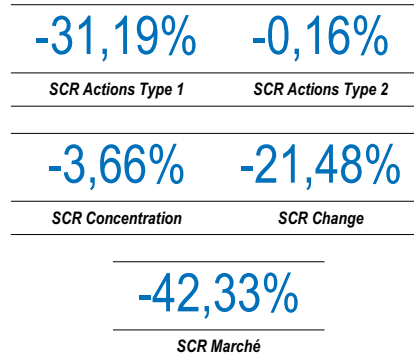 -31,19% -0,16%
SCR Actions Type 1 SCR Actions Type 2
-3,66% -21,48%
SCR Concentration SCR Change
-42,33%
SCR Marché